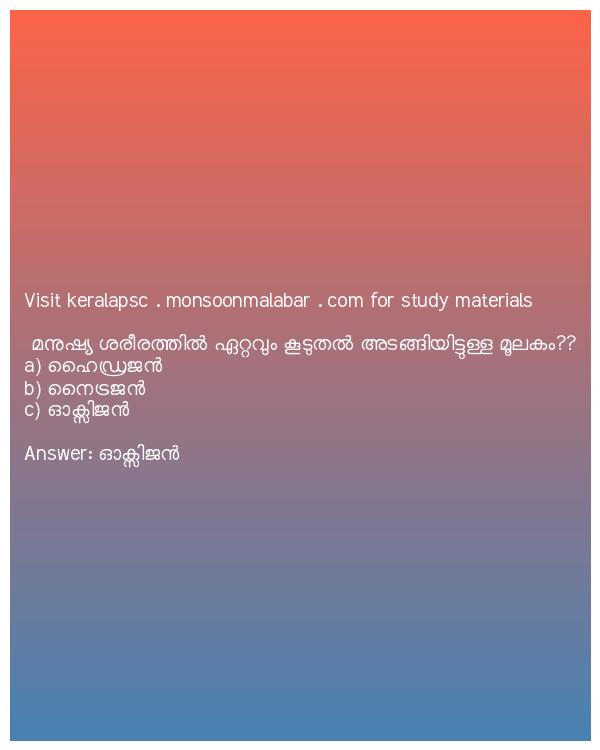 Visit keralapsc . monsoonmalabar . com for study materials
മനുഷ്യ ശരീരത്തിൽ ഏറ്റവും കൂടുതൽ അടങ്ങിയിട്ടുള്ള മൂലകം??
a) ഹൈഡ്രജൻ
b) നൈട്രജൻ
c) ഓക്സിജൻ
Answer: ഓക്സിജൻ